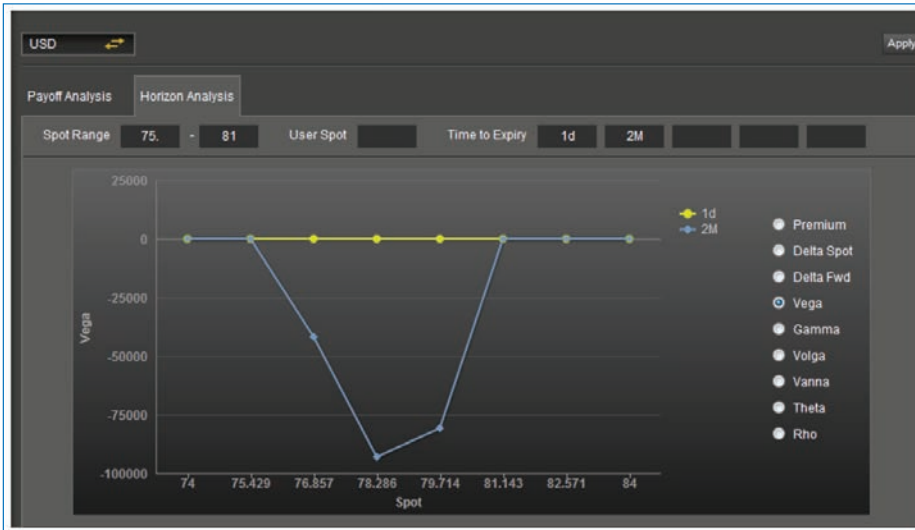 USD
Apply
Payoff Analysis Horizon Analysis
Spot Range 75. - 81 User Spot Time to Expiry 1d 2M
25000
0
-25000
-50000
-75000
-100000
Vega
74 75.429 76.857 78.286 79.714 81.143 82.571 84
Spot
1d
2M
Premium
Delta Spot
Delta Fwd
Vega
Gamma
Volga
Vanna
Theta
Rho